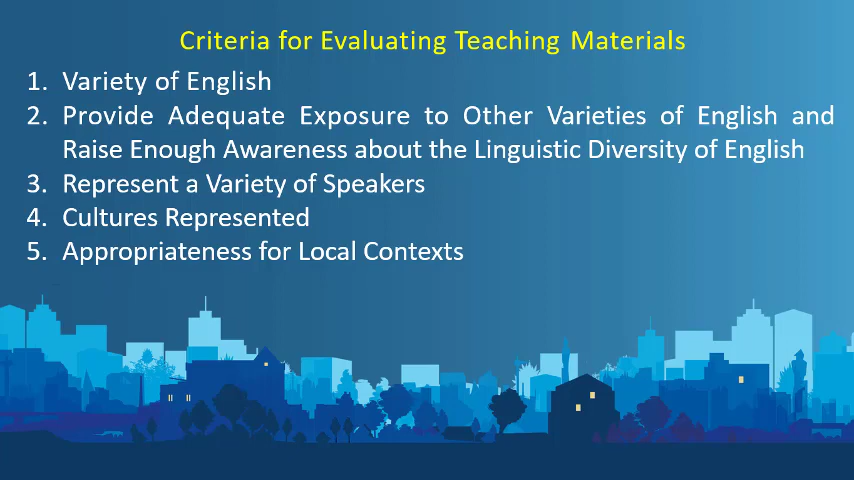 Criteria for Evaluating Teaching Materials
1. Variety of English
2. Provide Adequate Exposure to Other Varieties of English and
Raise Enough Awareness about the Linguistic Diversity of English
3. Represent a Variety of Speakers
4. Cultures Represented
5. Appropriateness for Local Contexts